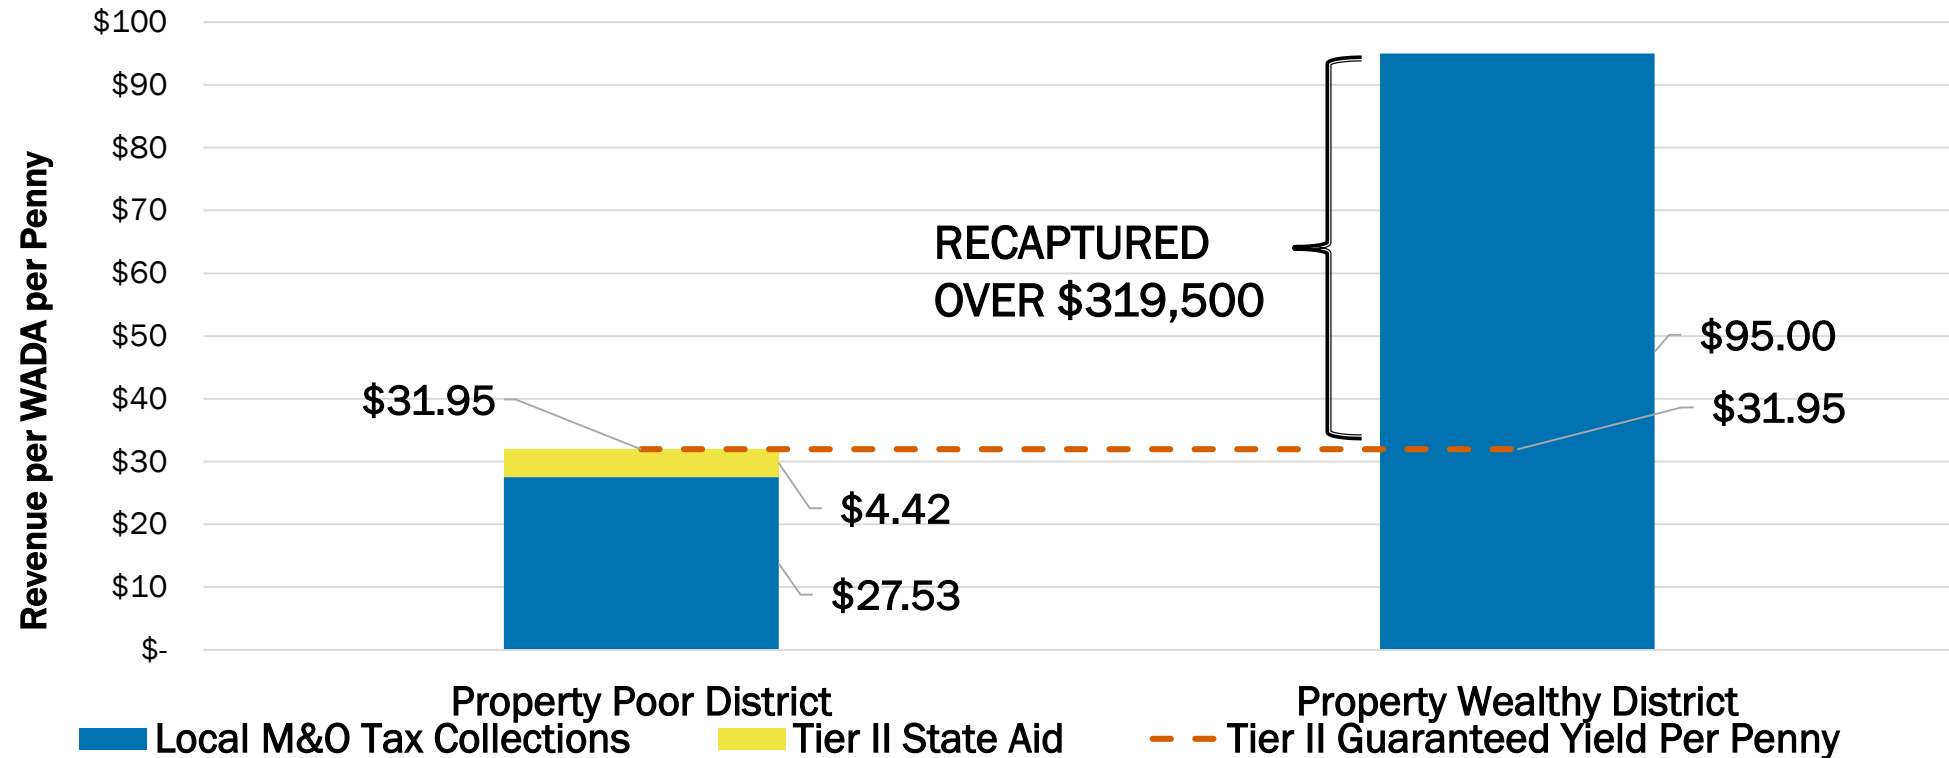 $100
$90
$80
$70
$60
$50
$40
$30
$20
$10
$-
Revenue per WADA per Penny
RECAPTURED
OVER $319,500
$31.95
$4.42
$27.53
$95.00
$31.95
Property Poor District
Property Wealthy District
Local M&O Tax Collections
Tier II State Aid
Tier II Guaranteed Yield Per Penny